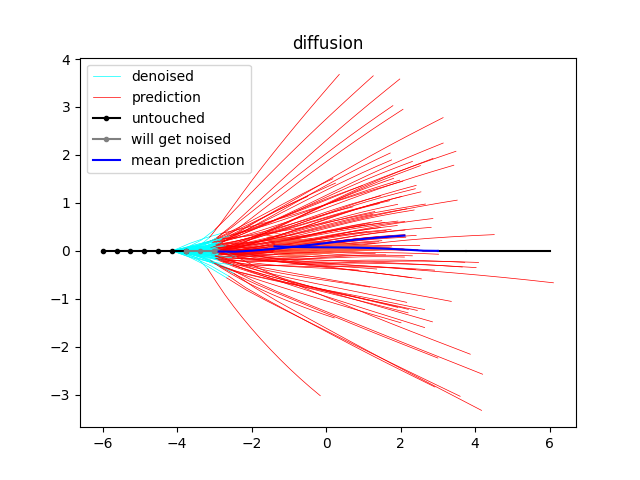 diffusion
denoised
prediction
untouched
will get noised
mean prediction
4
3
2
1
0
−1
−2
−3
−6
−4
−2
0
2
4
6